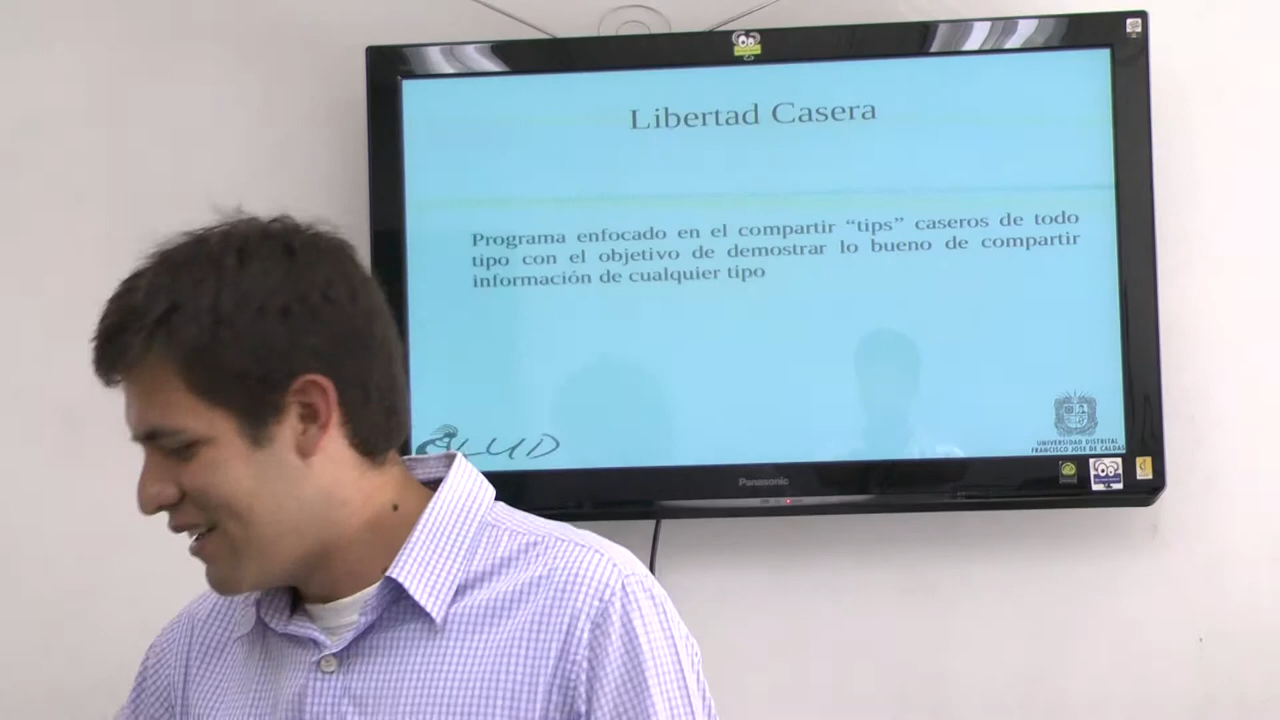 Libertad Casera
Programa enfocado en el compartir “tips” caseros de todo
tipo con el objetivo de demostrar lo bueno de compartir
información de cualquier tipo
GLUD
UNIVERSIDAD DISTRITAL
FRANCISCO JOSE DE CALDAS
Panasonic